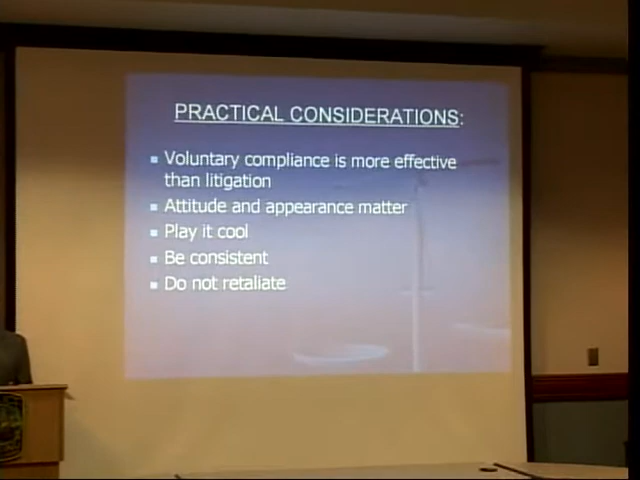 PRACTICAL CONSIDERATIONS:
Voluntary compliance is more effective
than litigation
Attitude and appearance matter
Play it cool
Be consistent
Do not retaliate